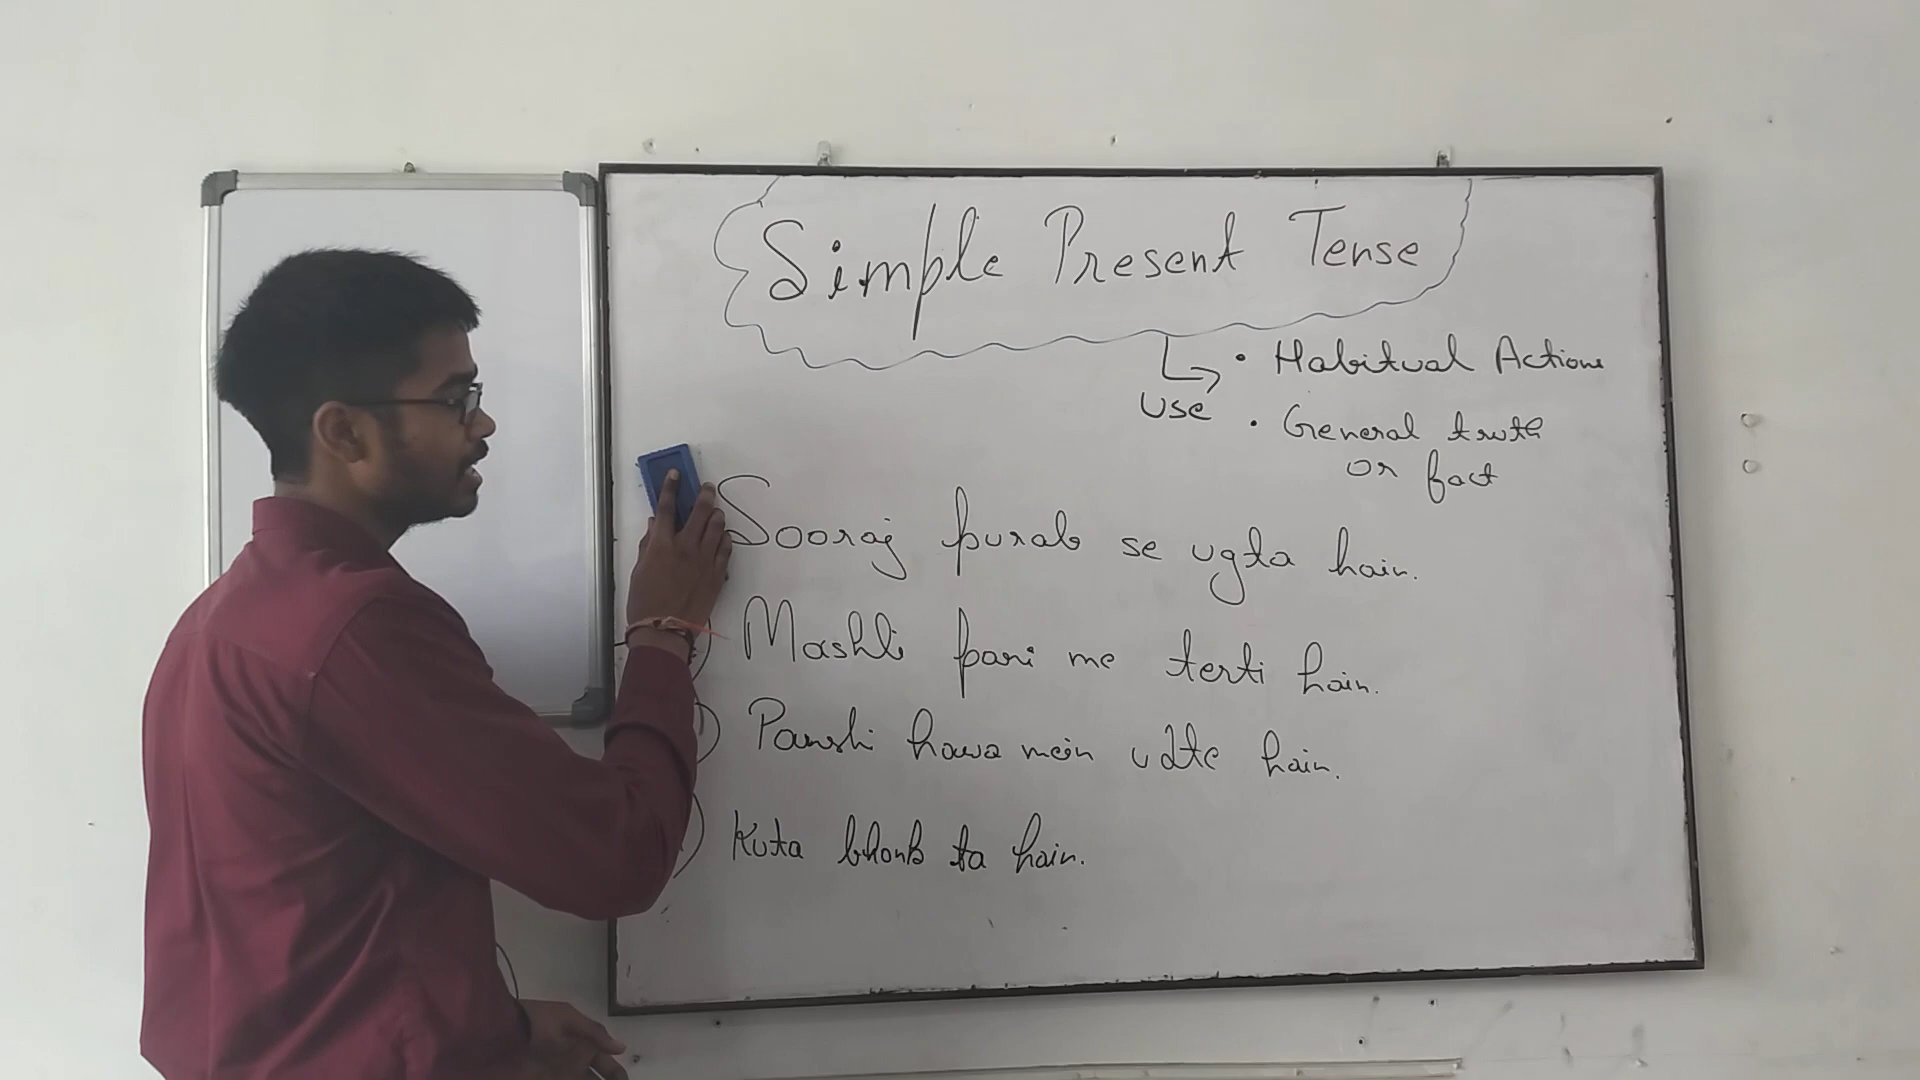 Simple Present Tense
Use
• Habitual Actions
• General truth
or fact
Sooraj purab se ugta hain.
Mashli pani me terti hain.
Panshi hawa mein udte hain.
Kuta bhonk ta hain.